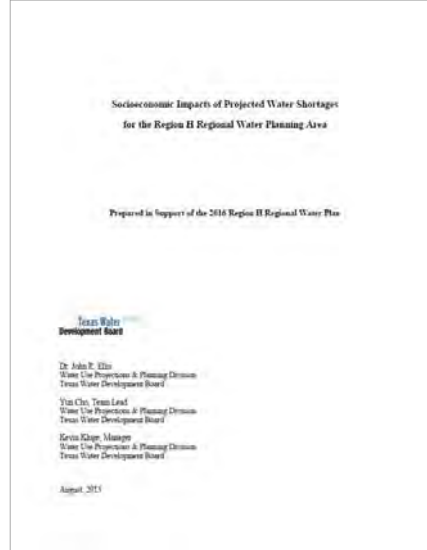 Socioeconomic Impacts of Projected Water Shortages
for the Region H Regional Water Planning Area
Prepared in Support of the 2016 Region H Regional Water Plan
Texas Water
Development Board
Dr. John R. Ellis
Water Use Projections & Planning Division
Texas Water Development Board
Yun Cho, Team Lead
Water Use Projections & Planning Division
Texas Water Development Board
Kevin Kluge, Manager
Water Use Projections & Planning Division
Texas Water Development Board
August, 2015